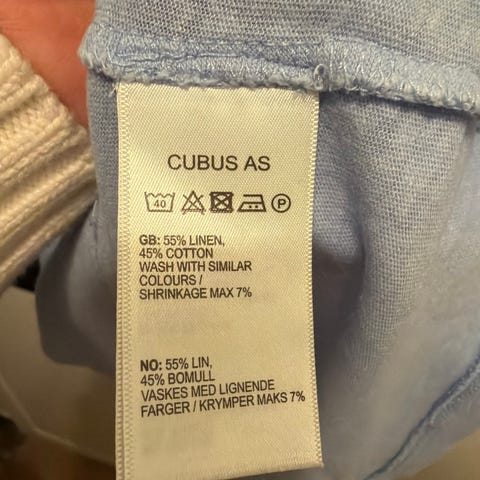 CUBUS AS
40 P
GB: 55% LINEN,
45% COTTON
WASH WITH SIMILAR
COLOURS /
SHRINKAGE MAX 7%
NO: 55% LIN,
45% BOMULL
VASKES MED LIGNENDE
FARGER / KRYMPER MAKS 7%